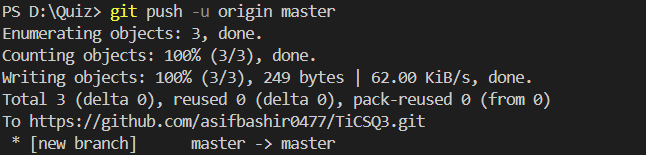 PS D:\Quiz> git push -u origin master
Enumerating objects: 3, done.
Counting objects: 100% (3/3), done.
Writing objects: 100% (3/3), 249 bytes | 62.00 KiB/s, done.
Total 3 (delta 0), reused 0 (delta 0), pack-reused 0 (from 0)
To https://github.com/asifbashir0477/TiCSQ3.git
 * [new branch]      master -> master